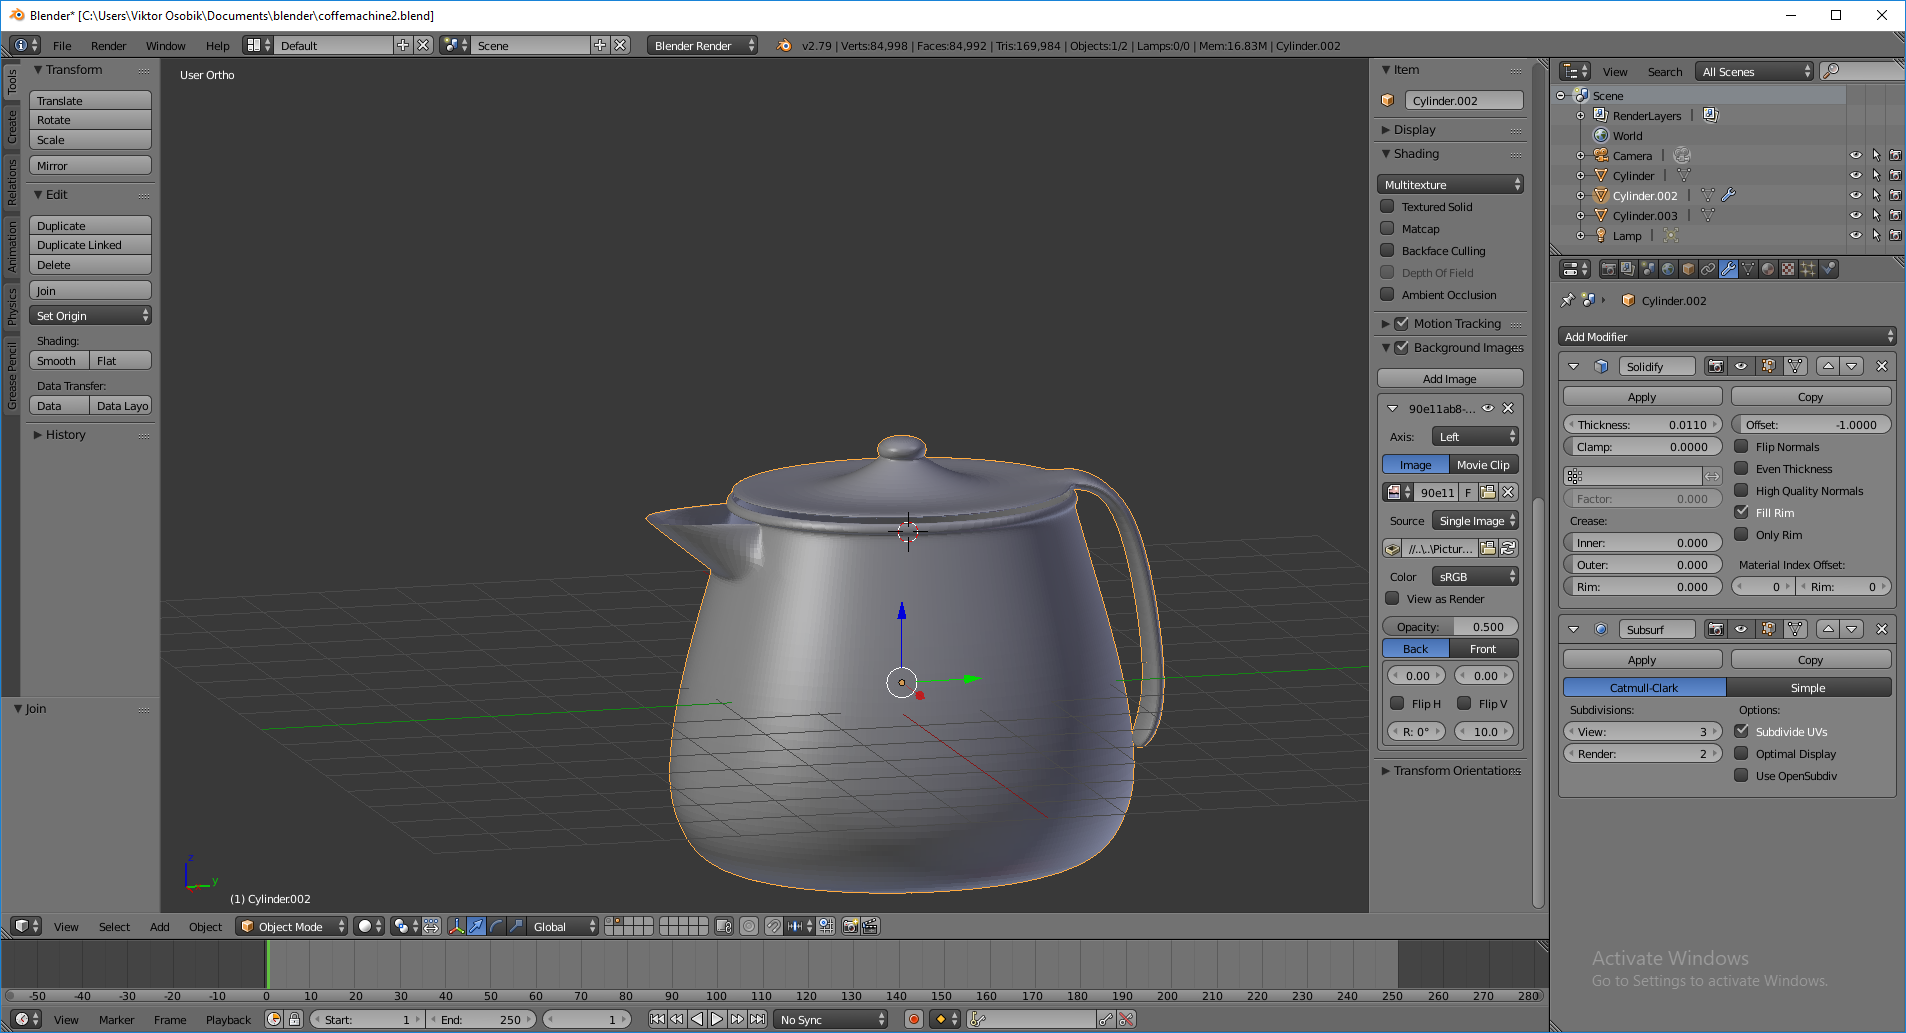 Blender* [C:\Users\Viktor Osobik\Documents\blender\coffemachine2.blend]
File Render Window Help Default Scene Blender Render v2.79 | Verts:84,998 | Faces:84,992 | Tris:169,984 | Objects:1/2 | Lamps:0/0 | Mem:16.83M | Cylinder.002
Tools
Create
Relations
Animation
Physics
Grease Pencil
Transform
Translate
Rotate
Scale
Mirror
Edit
Duplicate
Duplicate Linked
Delete
Join
Set Origin
Shading:
Smooth Flat
Data Transfer:
Data Data Layo
History
Join
User Ortho
z
y
(1) Cylinder.002
Item
Cylinder.002
Display
Shading
Multitexture
Textured Solid
Matcap
Backface Culling
Depth Of Field
Ambient Occlusion
Motion Tracking
Background Images
Add Image
90e11ab8-...
Axis: Left
Image Movie Clip
90e11 F
Source Single Image
//..\..\Pictur...
Color sRGB
View as Render
Opacity: 0.500
Back Front
0.00 0.00
Flip H Flip V
R: 0° 10.0
Transform Orientations
View Search All Scenes
Scene
RenderLayers |
World
Camera |
Cylinder |
Cylinder.002 |
Cylinder.003 |
Lamp |
Cylinder.002
Add Modifier
Solidify
Apply Copy
Thickness: 0.0110 Offset: -1.0000
Clamp: 0.0000 Flip Normals
Even Thickness
High Quality Normals
Factor: 0.000
Fill Rim
Crease:
Only Rim
Inner: 0.000
Outer: 0.000 Material Index Offset:
Rim: 0.000 0 Rim: 0
Subsurf
Apply Copy
Catmull-Clark Simple
Subdivisions: Options:
View: 3 Subdivide UVs
Render: 2 Optimal Display
Use OpenSubdiv
Activate Windows
Go to Settings to activate Windows.
View Select Add Object Object Mode Global
-50 -40 -30 -20 -10 0 10 20 30 40 50 60 70 80 90 100 110 120 130 140 150 160 170 180 190 200 210 220 230 240 250 260 270 280
View Marker Frame Playback Start: 1 End: 250 1 No Sync